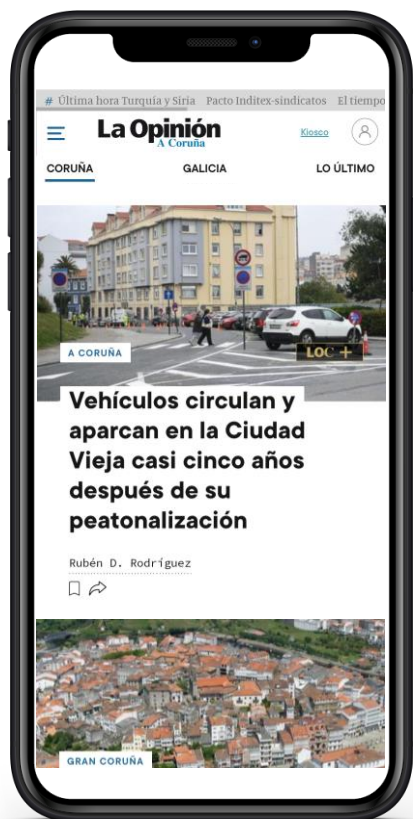 # Última hora Turquía y Siria Pacto Inditex-sindicatos El tiempo
La Opinión
A Coruña
Kiosco
CORUÑA GALICIA LO ÚLTIMO
A CORUÑA
LOC +
Vehículos circulan y
aparcan en la Ciudad
Vieja casi cinco años
después de su
peatonalización
Rubén D. Rodríguez
GRAN CORUÑA